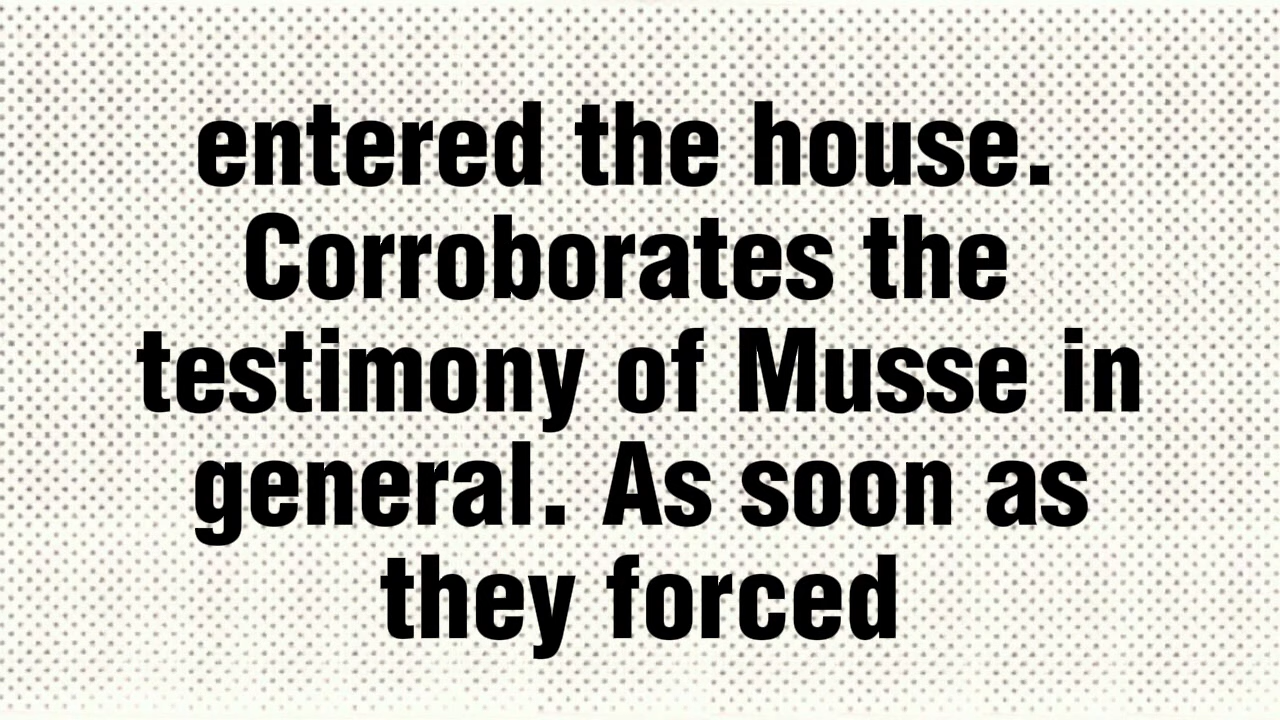 entered the house.
Corroborates the
testimony of Musse in
general. As soon as
they forced